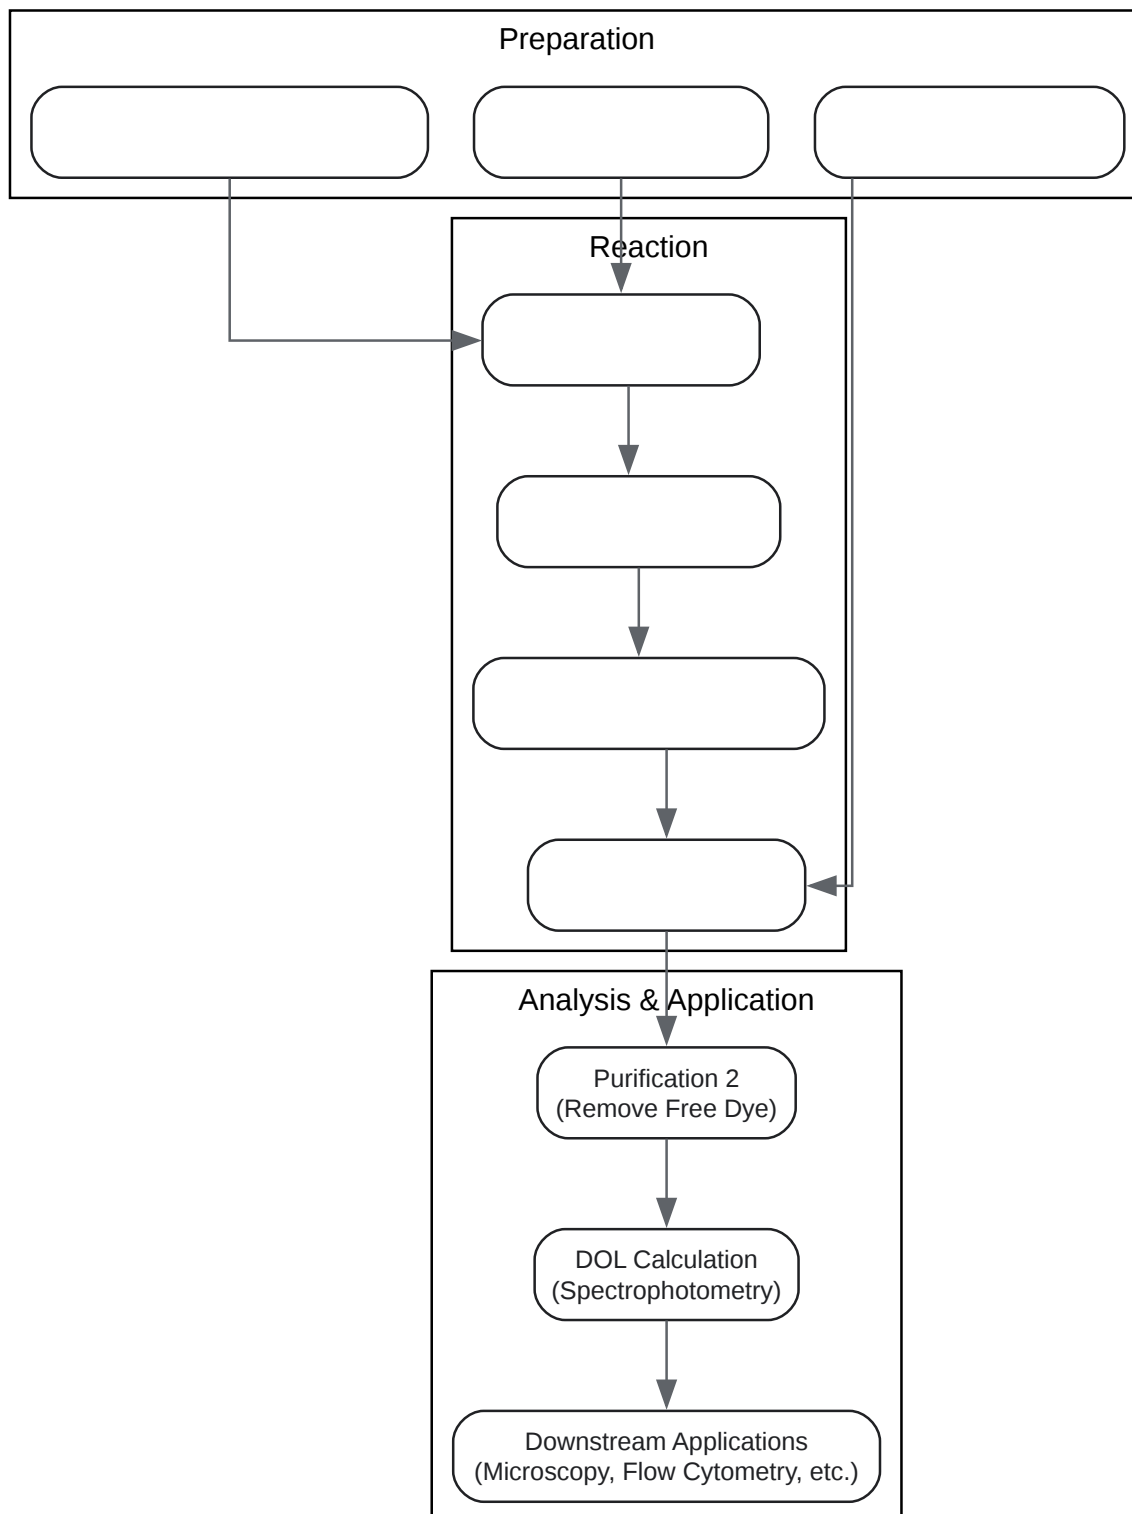 Preparation
Reaction
Analysis & Application
Purification 2
(Remove Free Dye)
DOL Calculation
(Spectrophotometry)
Downstream Applications
(Microscopy, Flow Cytometry, etc.)